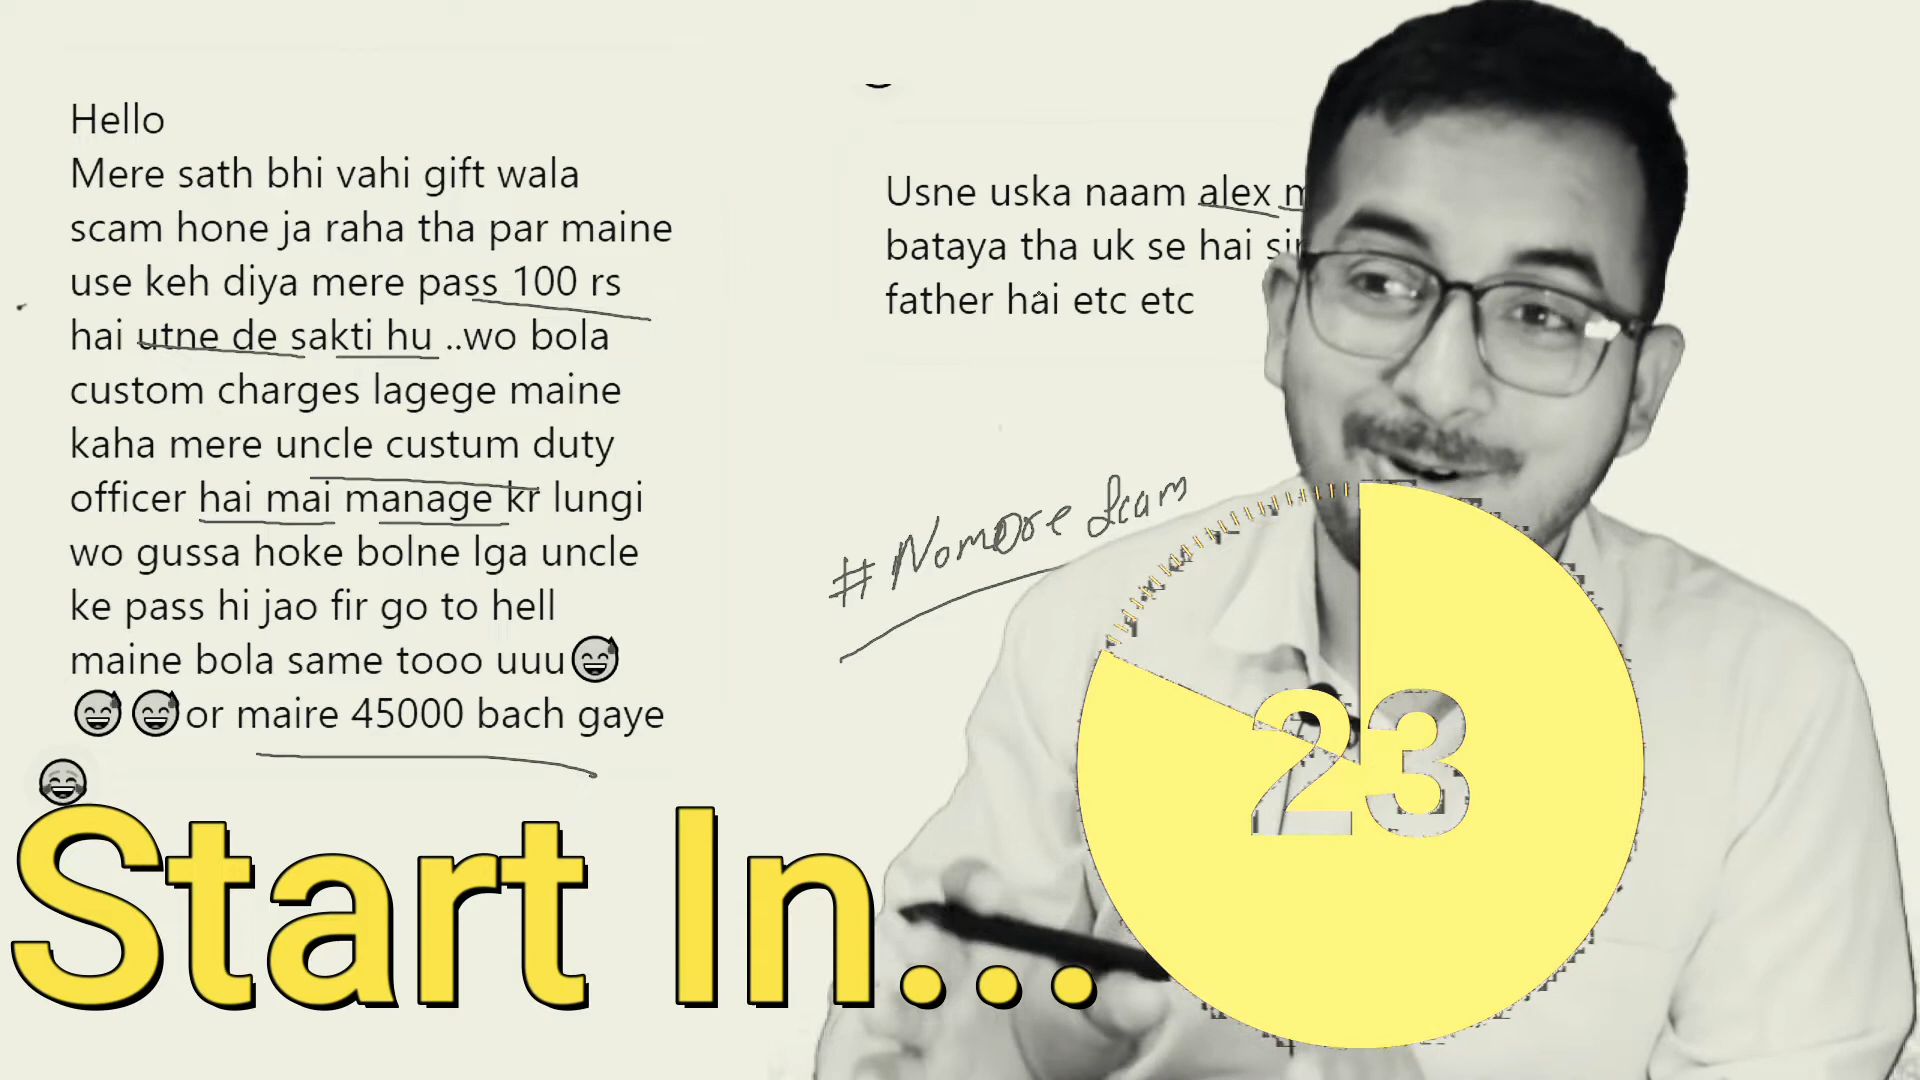 Hello
Mere sath bhi vahi gift wala
scam hone ja raha tha par maine
use keh diya mere pass 100 rs
hai utne de sakti hu ..wo bola
custom charges lagege maine
kaha mere uncle custum duty
officer hai mai manage kr lungi
wo gussa hoke bolne lga uncle
ke pass hi jao fir go to hell
maine bola same tooo uuu😅
😅😅or maire 45000 bach gaye
😂
Usne uska naam alex
bataya tha uk se hai
father hai etc etc
#Nomore Scam
Start In...
23